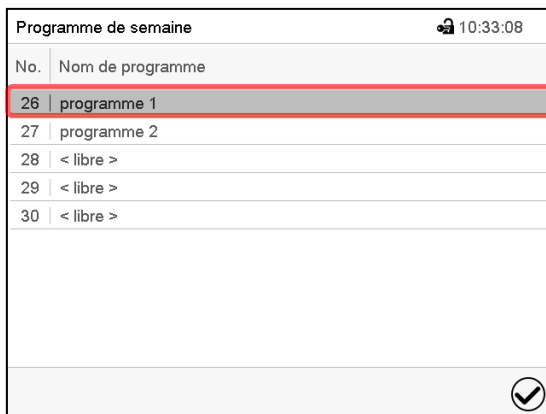 Programme de semaine 10:33:08
No. Nom de programme
26 programme 1
27 programme 2
28 < libre >
29 < libre >
30 < libre >